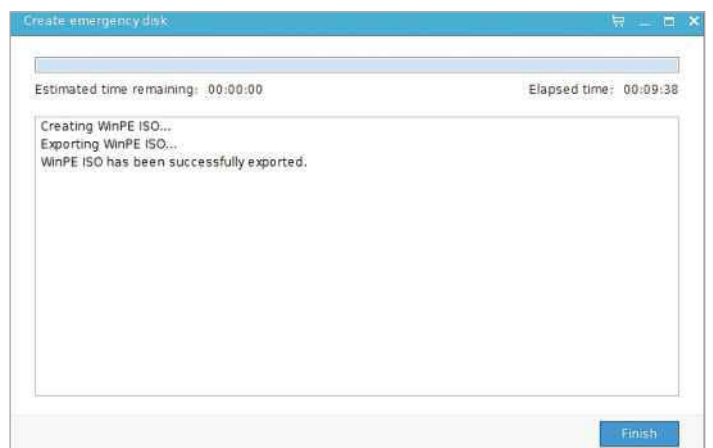 Create emergency disk
Estimated time remaining: 00:00:00 Elapsed time: 00:09:38
Creating WinPE ISO...
Exporting WinPE ISO...
WinPE ISO has been successfully exported.
Finish